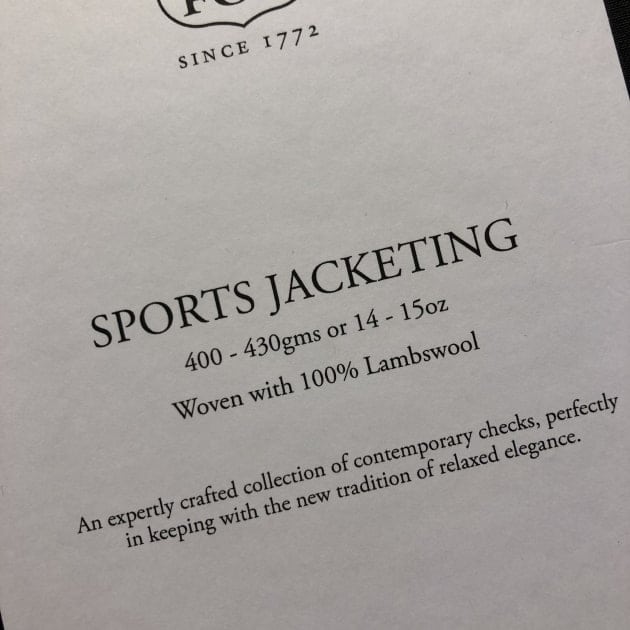 SINCE 1772
SPORTS JACKETING
400 - 430gms or 14 - 15oz
Woven with 100% Lambswool
An expertly crafted collection of contemporary checks, perfectly
in keeping with the new tradition of relaxed elegance.